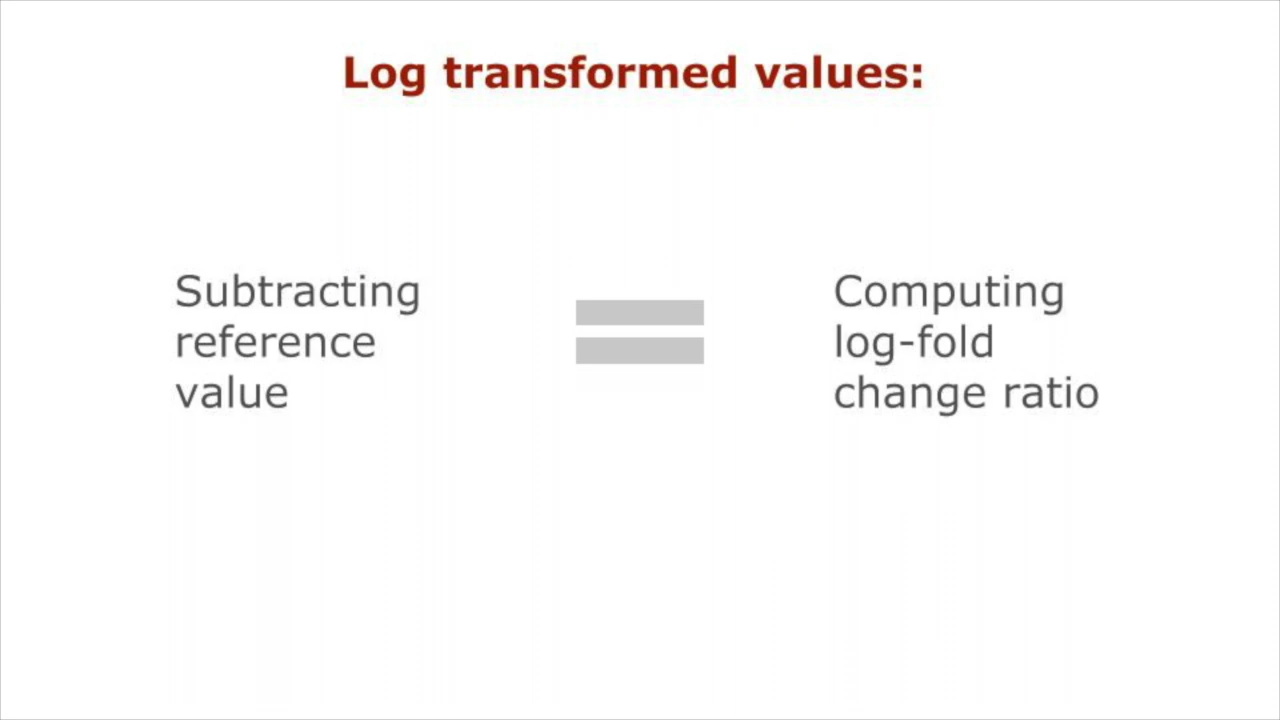 Log transformed values:
Subtracting
reference
value
Computing
log-fold
change ratio